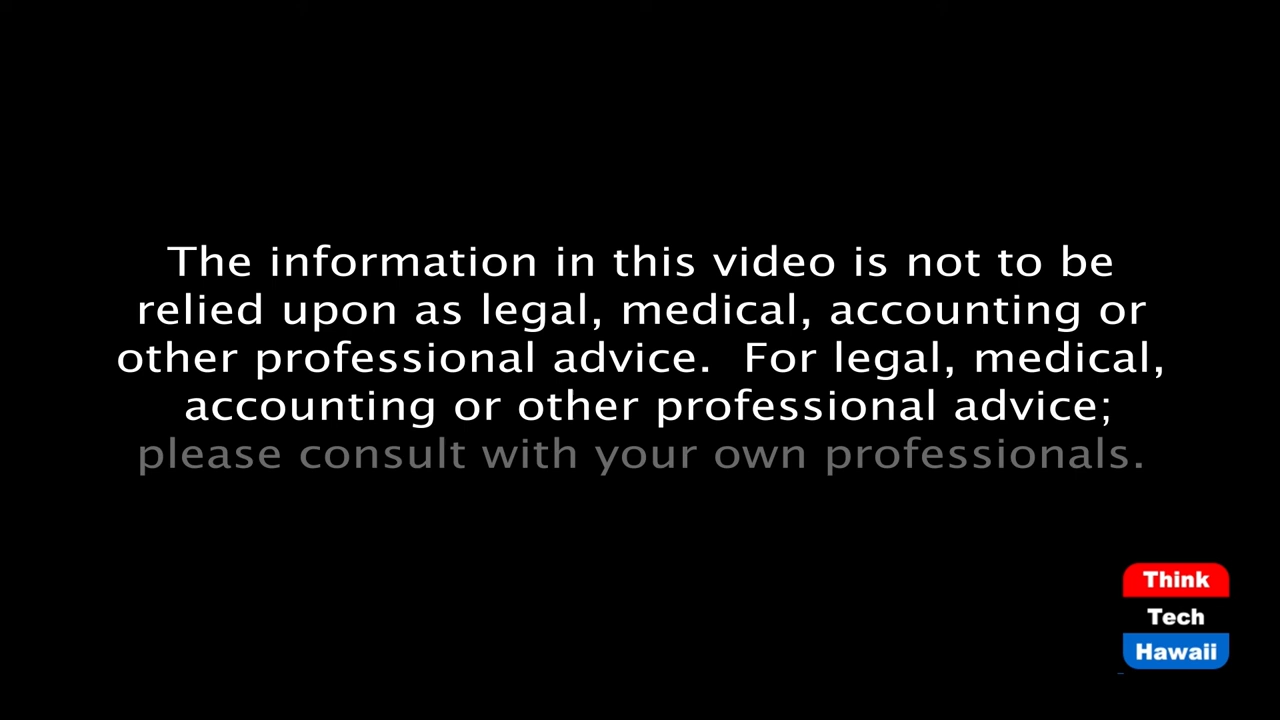 The information in this video is not to be
relied upon as legal, medical, accounting or
other professional advice.  For legal, medical,
accounting or other professional advice;
please consult with your own professionals.
Think
Tech
Hawaii